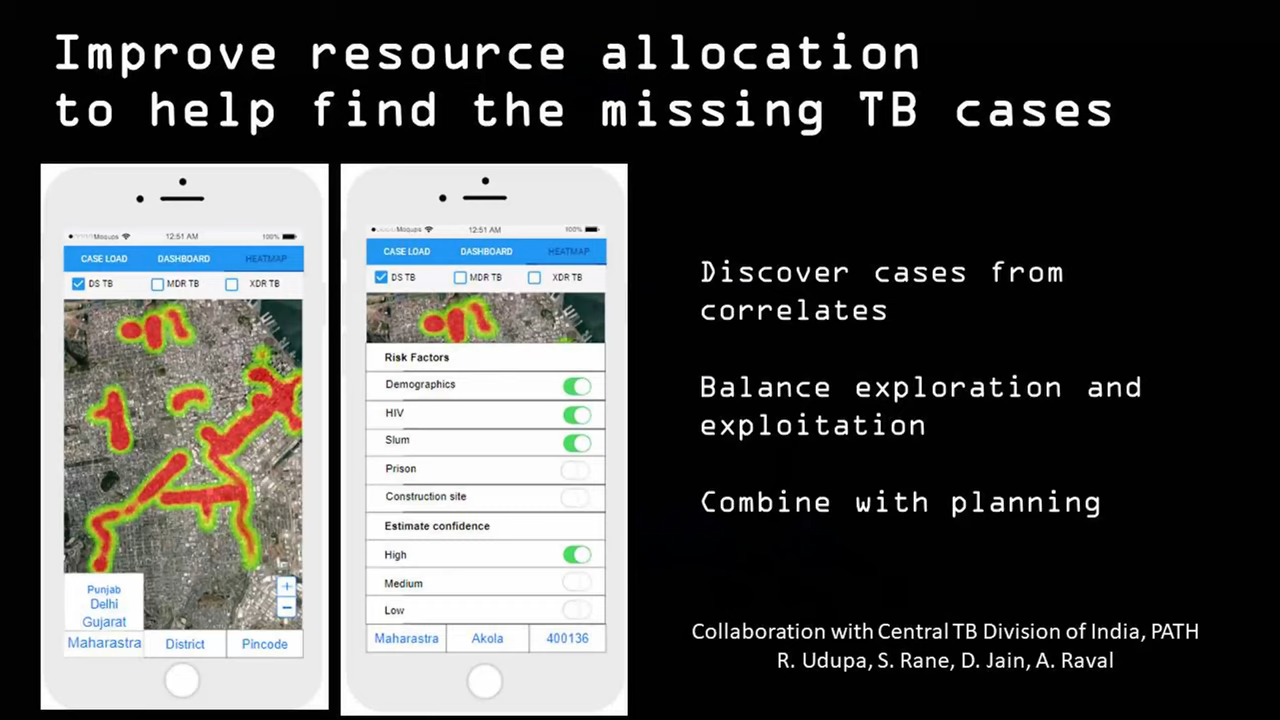 Improve resource allocation
to help find the missing TB cases
Moqups 12:51 AM 100%
CASE LOAD DASHBOARD HEATMAP
DS TB MDR TB XDR TB
Punjab
Delhi
Gujarat
Maharastra District Pincode
Moqups 12:51 AM 100%
CASE LOAD DASHBOARD HEATMAP
DS TB MDR TB XDR TB
Risk Factors
Demographics
HIV
Slum
Prison
Construction site
Estimate confidence
High
Medium
Low
Maharastra Akola 400136
Discover cases from
correlates
Balance exploration and
exploitation
Combine with planning
Collaboration with Central TB Division of India, PATH
R. Udupa, S. Rane, D. Jain, A. Raval